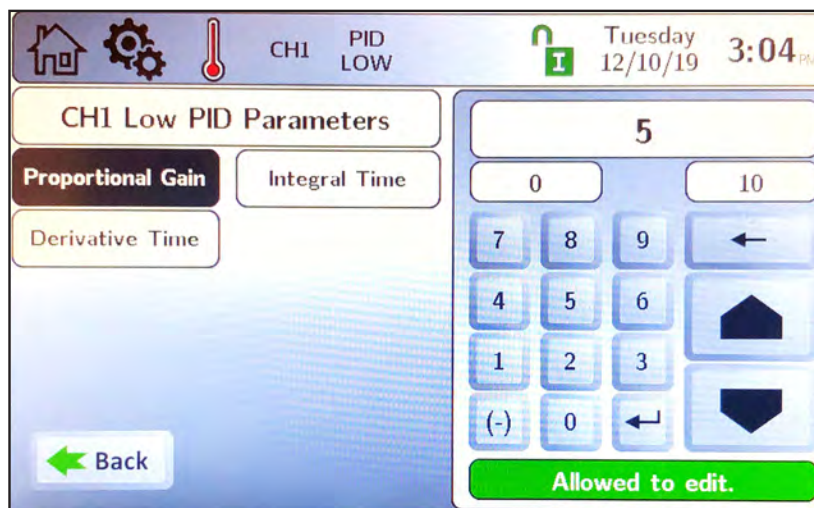 CH1
PID
LOW
I
Tuesday
12/10/19
3:04 PM
CH1 Low PID Parameters
Proportional Gain
Integral Time
Derivative Time
Back
5
0
10
7 8 9
4 5 6
1 2 3
(-) 0
Allowed to edit.